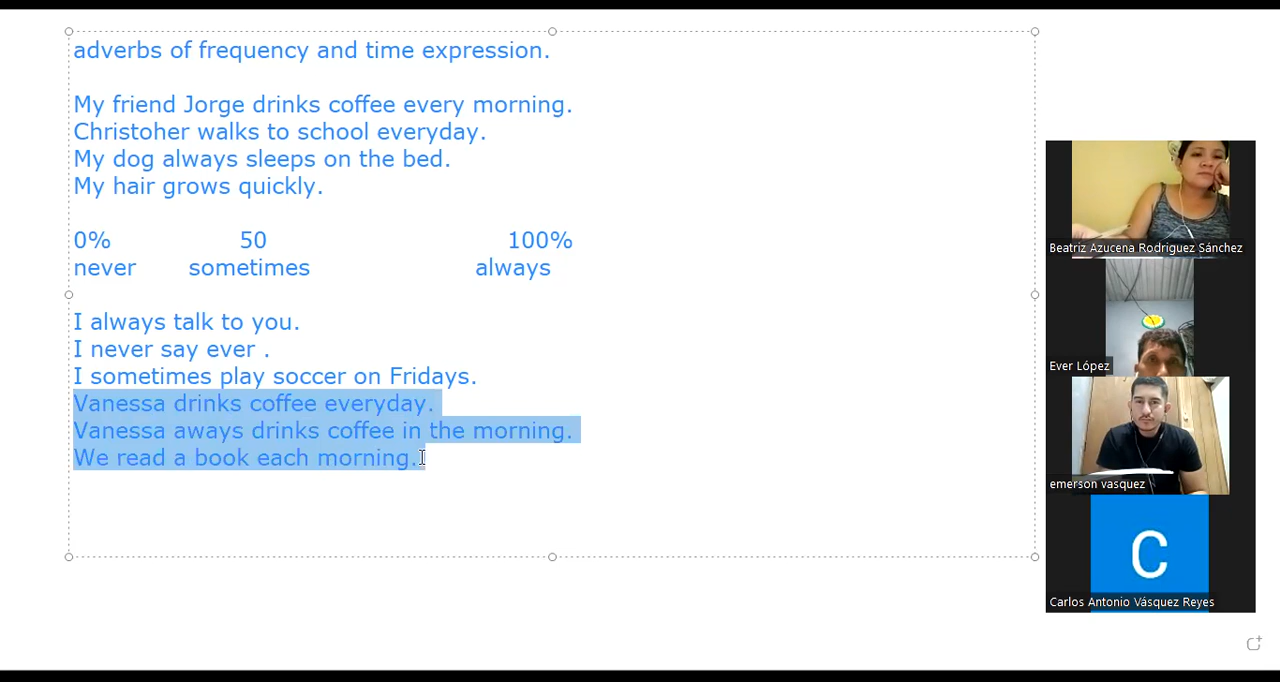 adverbs of frequency and time expression.
My friend Jorge drinks coffee every morning.
Christoher walks to school everyday.
My dog always sleeps on the bed.
My hair grows quickly.
0% 50 100%
never sometimes always
I always talk to you.
I never say ever .
I sometimes play soccer on Fridays.
Vanessa drinks coffee everyday.
Vanessa aways drinks coffee in the morning.
We read a book each morning.
Beatriz Azucena Rodriguez Sánchez
Ever López
emerson vasquez
C
Carlos Antonio Vásquez Reyes